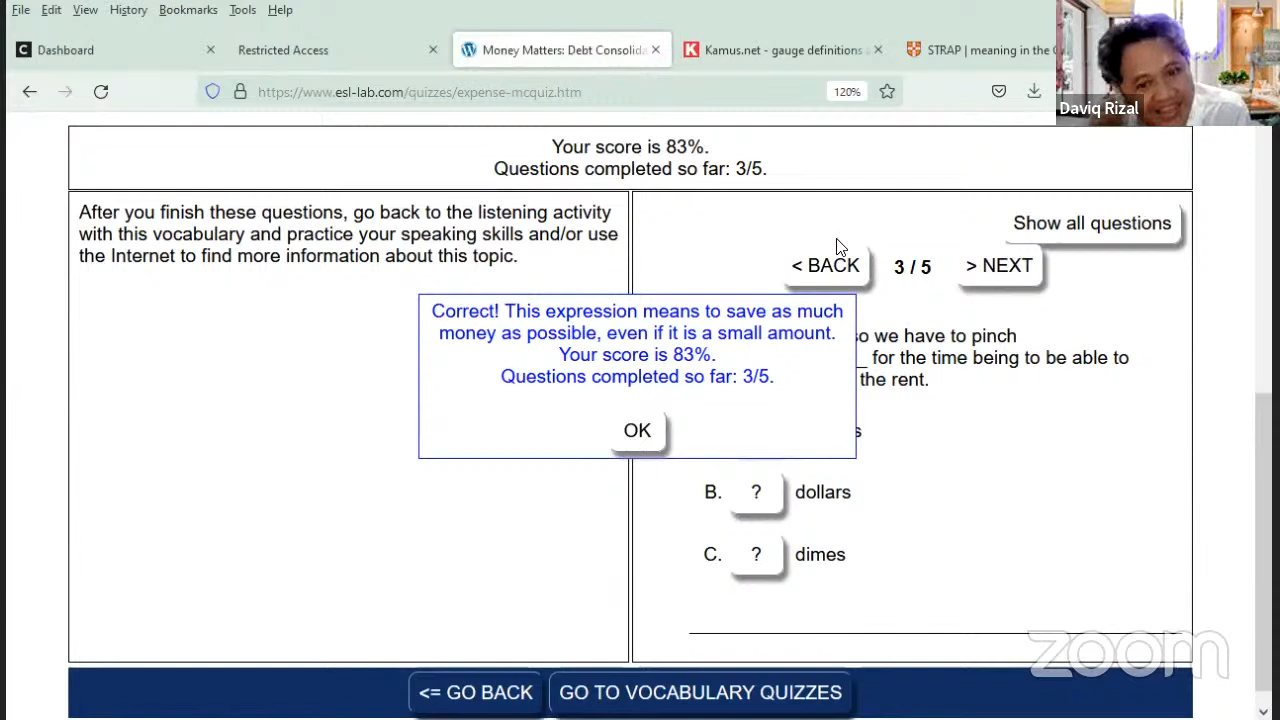 File Edit View History Bookmarks Tools Help
Dashboard
Restricted Access
Money Matters: Debt Consolida
Kamus.net - gauge definitions
STRAP | meaning in the
https://www.esl-lab.com/quizzes/expense-mcquiz.htm
120%
Daviq Rizal
Your score is 83%.
Questions completed so far: 3/5.
After you finish these questions, go back to the listening activity
with this vocabulary and practice your speaking skills and/or use
the Internet to find more information about this topic.
Show all questions
< BACK 3 / 5 > NEXT
Correct! This expression means to save as much
money as possible, even if it is a small amount.
Your score is 83%.
Questions completed so far: 3/5.
OK
so we have to pinch
for the time being to be able to
the rent.
s
B. ? dollars
C. ? dimes
zoom
<= GO BACK GO TO VOCABULARY QUIZZES